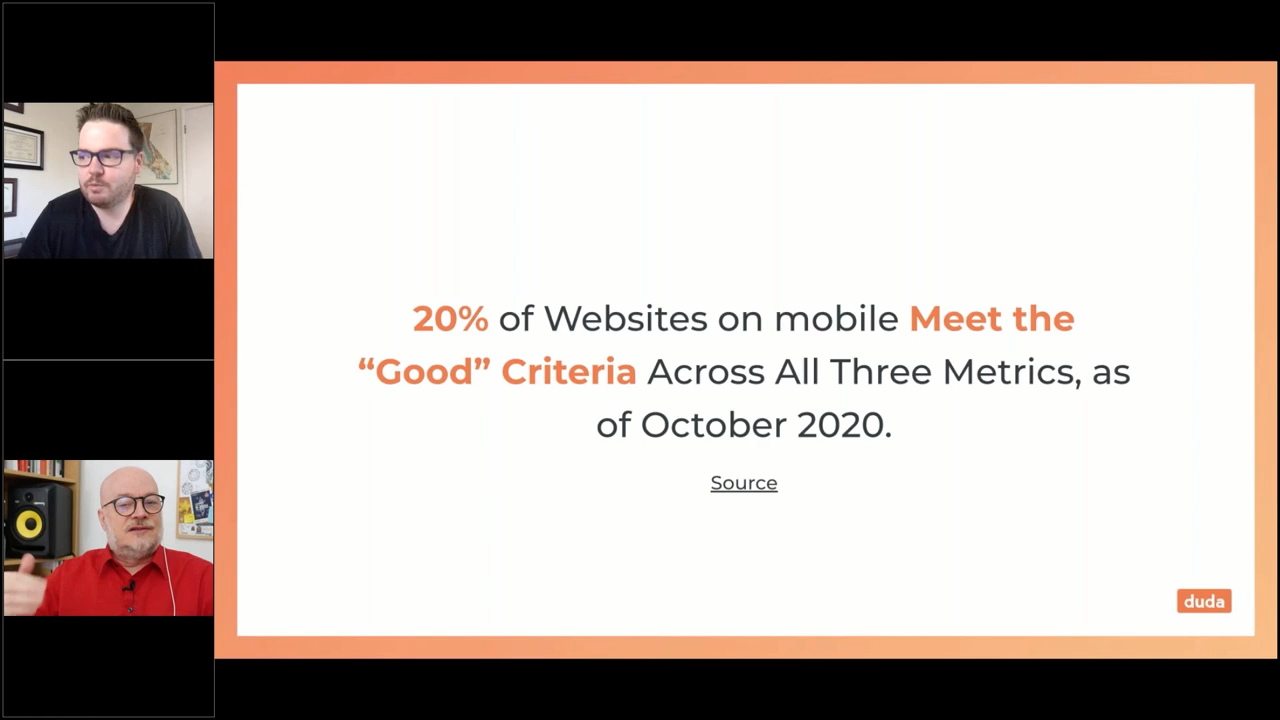 20% of Websites on mobile Meet the
“Good” Criteria Across All Three Metrics, as
of October 2020.
Source
duda